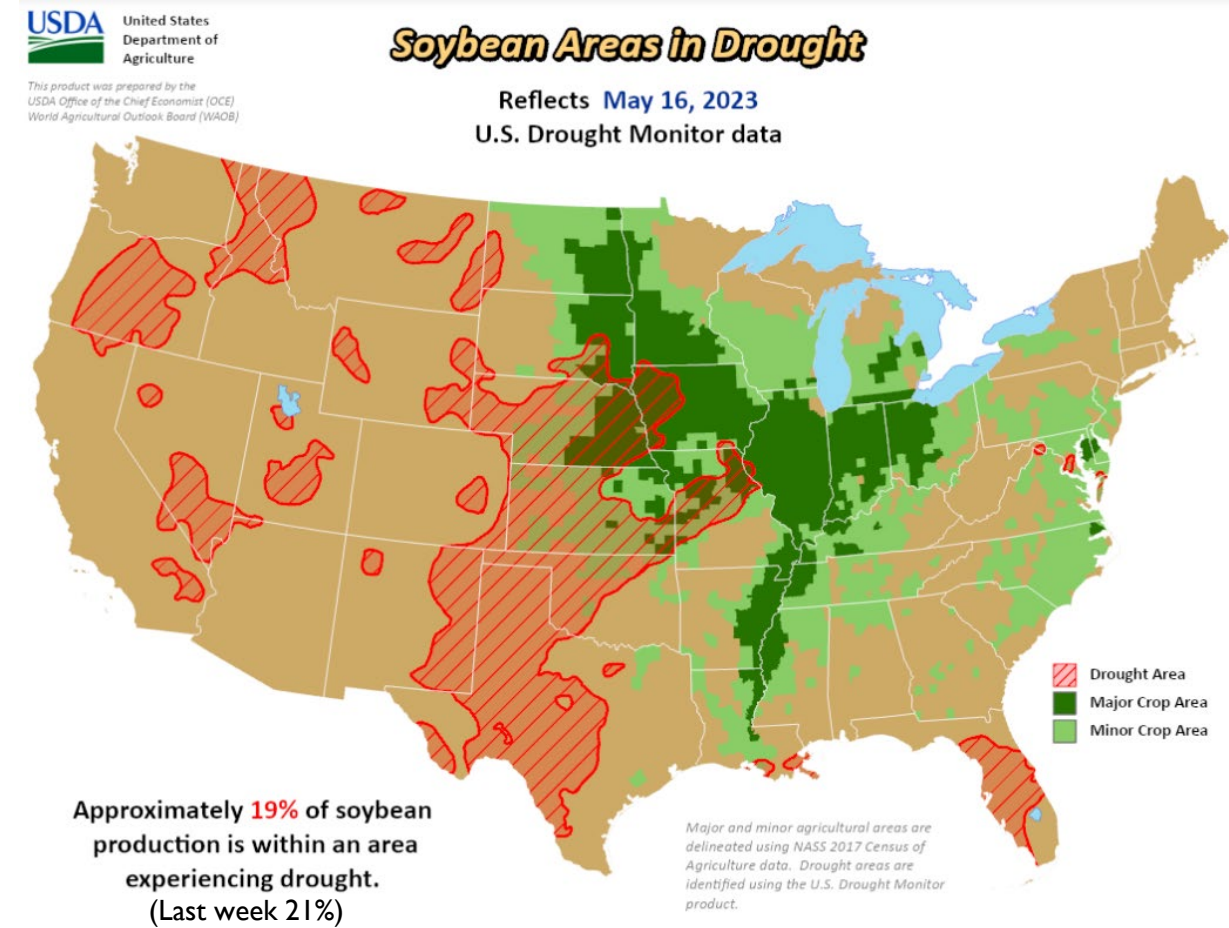 USDA
United States
Department of
Agriculture
This product was prepared by the
USDA Office of the Chief Economist (OCE)
World Agricultural Outlook Board (WAOB)
Soybean Areas in Drought
Reflects May 16, 2023
U.S. Drought Monitor data
Drought Area
Major Crop Area
Minor Crop Area
Approximately 19% of soybean
production is within an area
experiencing drought.
(Last week 21%)
Major and minor agricultural areas are
delineated using NASS 2017 Census of
Agriculture data. Drought areas are
identified using the U.S. Drought Monitor
product.